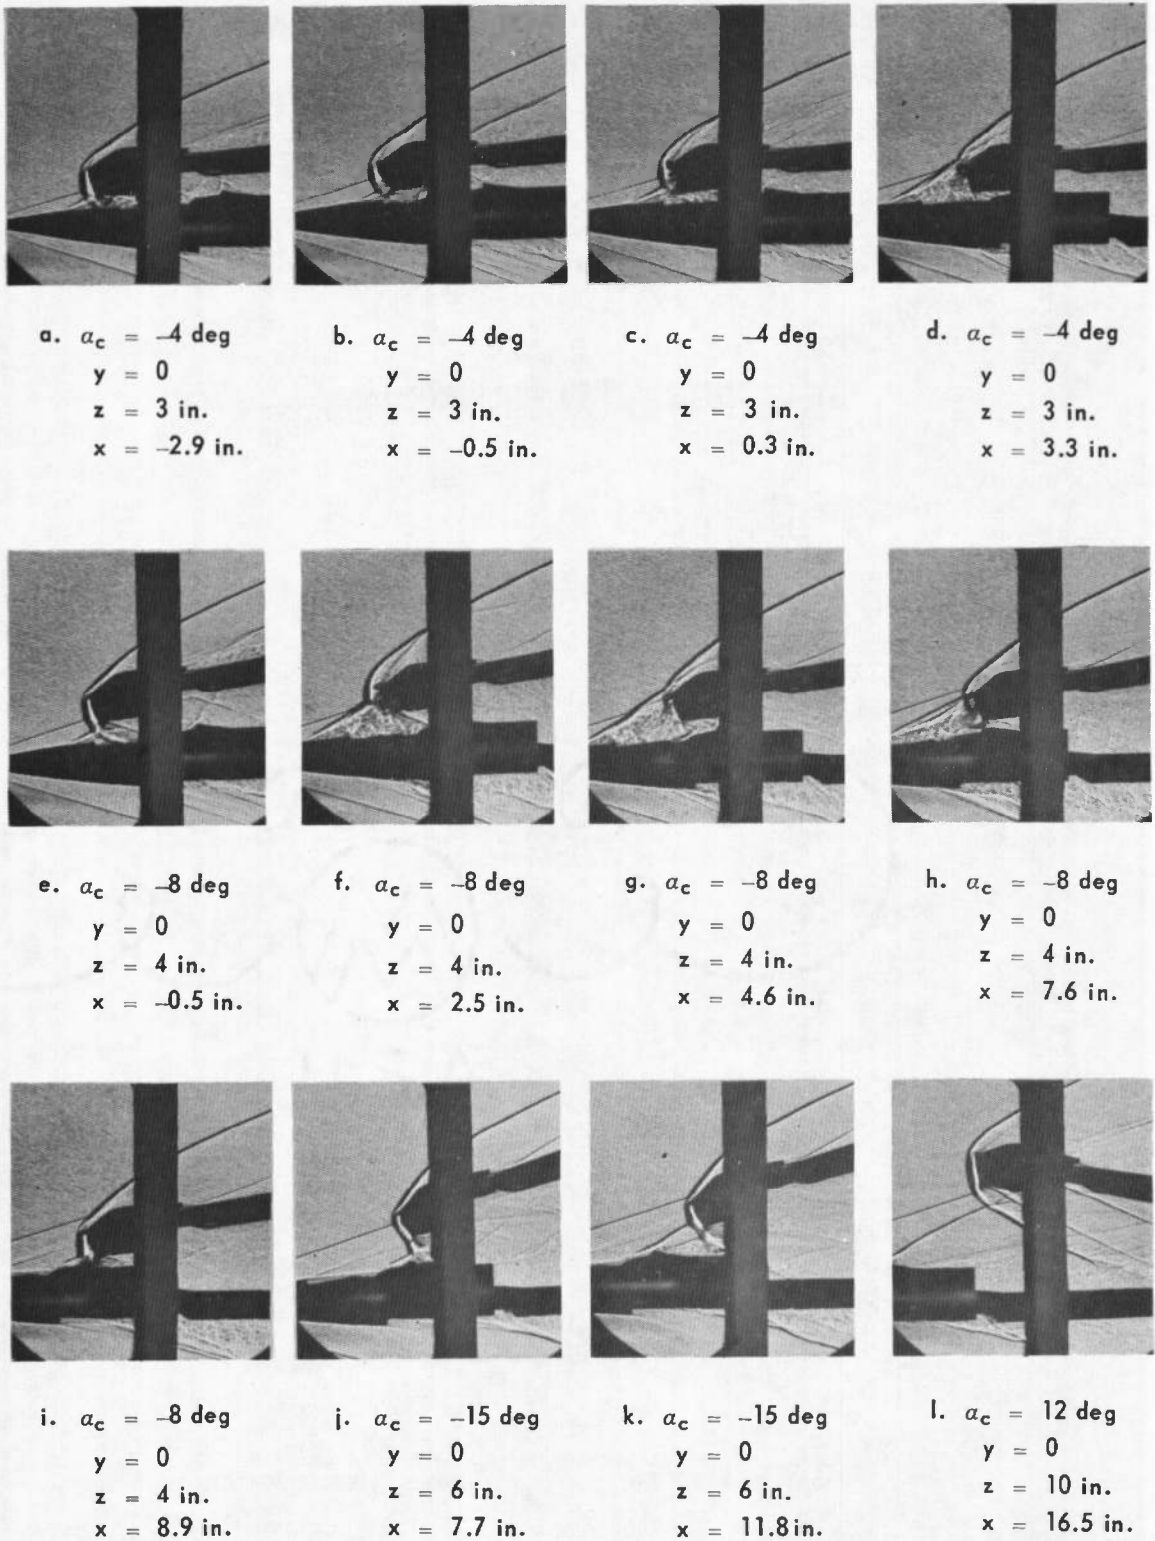 a. αc = −4 deg
y = 0
z = 3 in.
x = −2.9 in.
b. αc = −4 deg
y = 0
z = 3 in.
x = −0.5 in.
c. αc = −4 deg
y = 0
z = 3 in.
x = 0.3 in.
d. αc = −4 deg
y = 0
z = 3 in.
x = 3.3 in.
e. αc = −8 deg
y = 0
z = 4 in.
x = −0.5 in.
f. αc = −8 deg
y = 0
z = 4 in.
x = 2.5 in.
g. αc = −8 deg
y = 0
z = 4 in.
x = 4.6 in.
h. αc = −8 deg
y = 0
z = 4 in.
x = 7.6 in.
i. αc = −8 deg
y = 0
z = 4 in.
x = 8.9 in.
j. αc = −15 deg
y = 0
z = 6 in.
x = 7.7 in.
k. αc = −15 deg
y = 0
z = 6 in.
x = 11.8 in.
l. αc = 12 deg
y = 0
z = 10 in.
x = 16.5 in.